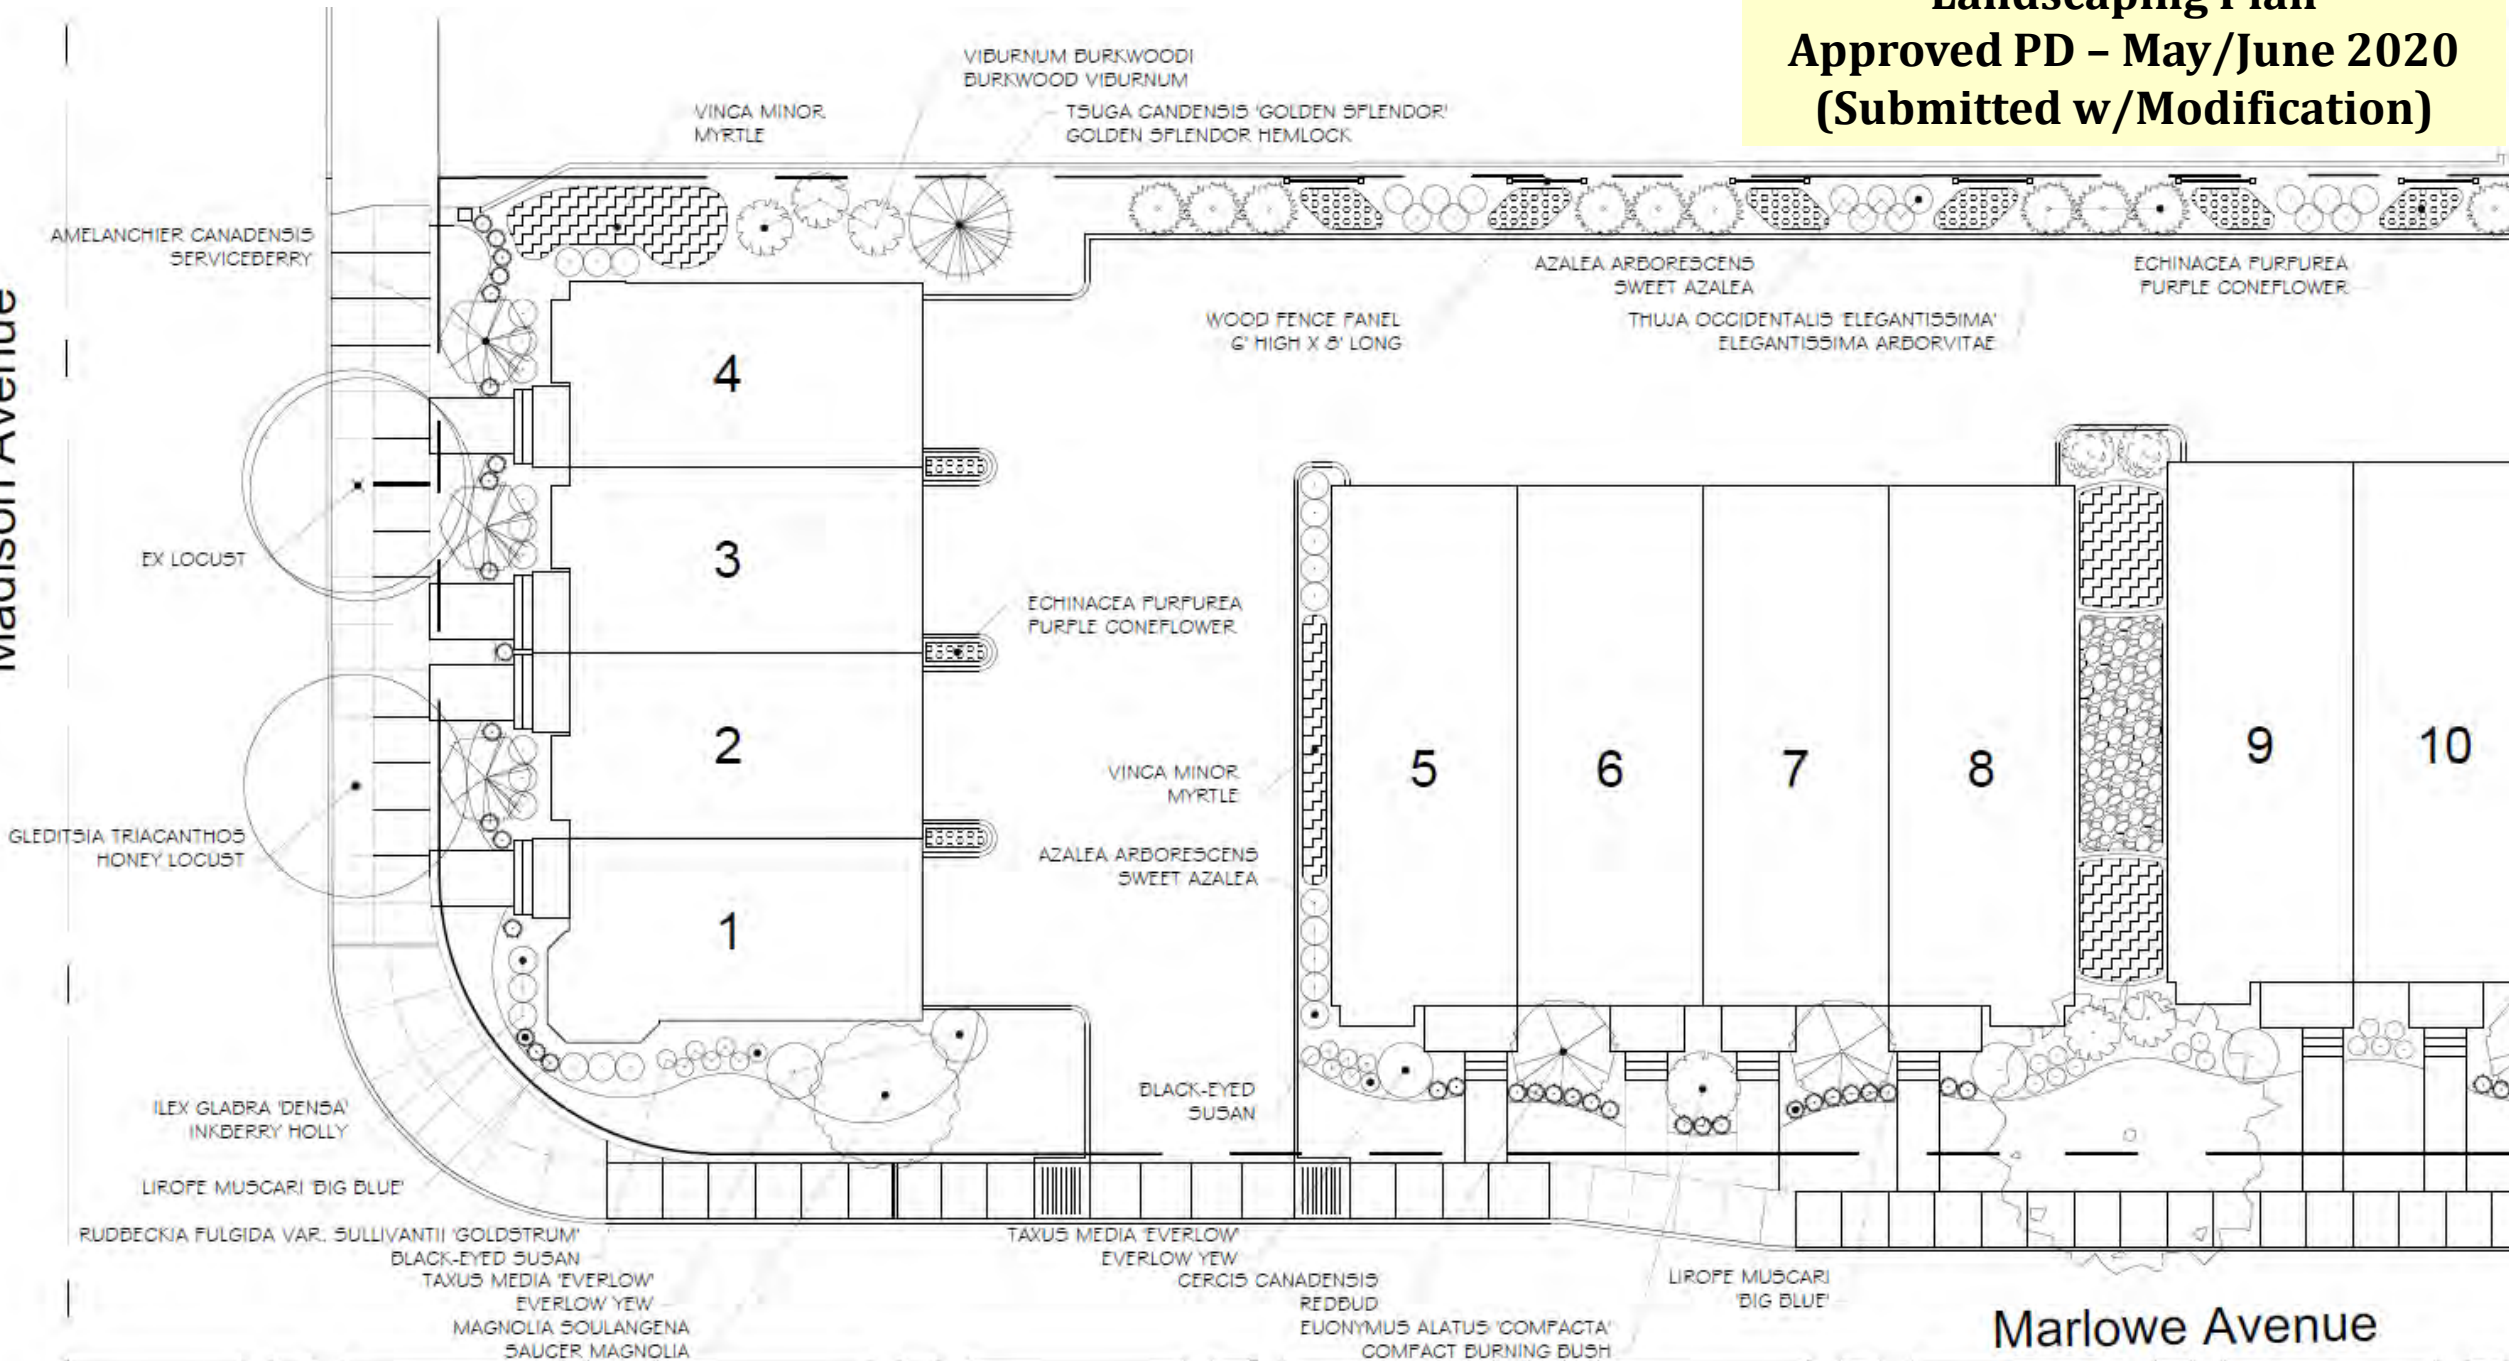 Landscaping Plan
Approved PD – May/June 2020
(Submitted w/Modification)
VIBURNUM BURKWOODI
BURKWOOD VIBURNUM
VINCA MINOR
MYRTLE
TSUGA CANDENSIS 'GOLDEN SPLENDOR'
GOLDEN SPLENDOR HEMLOCK
AMELANCHIER CANADENSIS
SERVICEBERRY
AZALEA ARBORESCENS
SWEET AZALEA
ECHINACEA PURPUREA
PURPLE CONEFLOWER
WOOD FENCE PANEL
6' HIGH X 8' LONG
THUJA OCCIDENTALIS 'ELEGANTISSIMA'
ELEGANTISSIMA ARBORVITAE
Madison Avenue
4
3
2
1
EX LOCUST
ECHINACEA PURPUREA
PURPLE CONEFLOWER
5
6
7
8
9
10
VINCA MINOR
MYRTLE
GLEDITSIA TRIACANTHOS
HONEY LOCUST
AZALEA ARBORESCENS
SWEET AZALEA
BLACK-EYED
SUSAN
ILEX GLABRA 'DENSA'
INKBERRY HOLLY
LIROPE MUSCARI 'BIG BLUE'
RUDBECKIA FULGIDA VAR. SULLIVANTII 'GOLDSTRUM'
BLACK-EYED SUSAN
TAXUS MEDIA 'EVERLOW'
EVERLOW YEW
MAGNOLIA SOULANGENA
SAUCER MAGNOLIA
TAXUS MEDIA 'EVERLOW'
EVERLOW YEW
CERCIS CANADENSIS
REDBUD
EUONYMUS ALATUS 'COMPACTA'
COMPACT BURNING BUSH
LIROPE MUSCARI
'BIG BLUE'
Marlowe Avenue